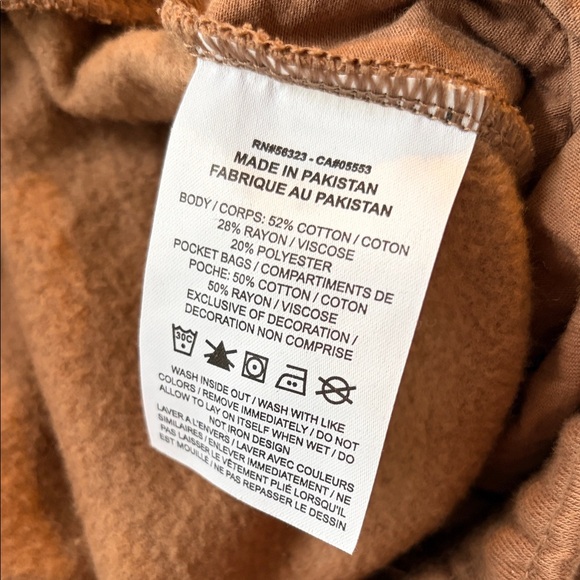 RN#56323 - CA#05553
MADE IN PAKISTAN
FABRIQUE AU PAKISTAN
BODY / CORPS: 52% COTTON / COTON
28% RAYON / VISCOSE
20% POLYESTER
POCKET BAGS / COMPARTIMENTS DE
POCHE: 50% COTTON / COTON
50% RAYON / VISCOSE
EXCLUSIVE OF DECORATION /
DECORATION NON COMPRISE
30C
WASH INSIDE OUT / WASH WITH LIKE
COLORS / REMOVE IMMEDIATELY / DO NOT
ALLOW TO LAY ON ITSELF WHEN WET / DO
NOT IRON DESIGN
LAVER A L'ENVERS / LAVER AVEC COULEURS
SIMILAIRES / ENLEVER IMMEDIATEMENT / NE
PAS LAISSER LE VÊTEMENT PLIÉ LORSQU'IL
EST MOUILLE / NE PAS REPASSER LE DESSIN